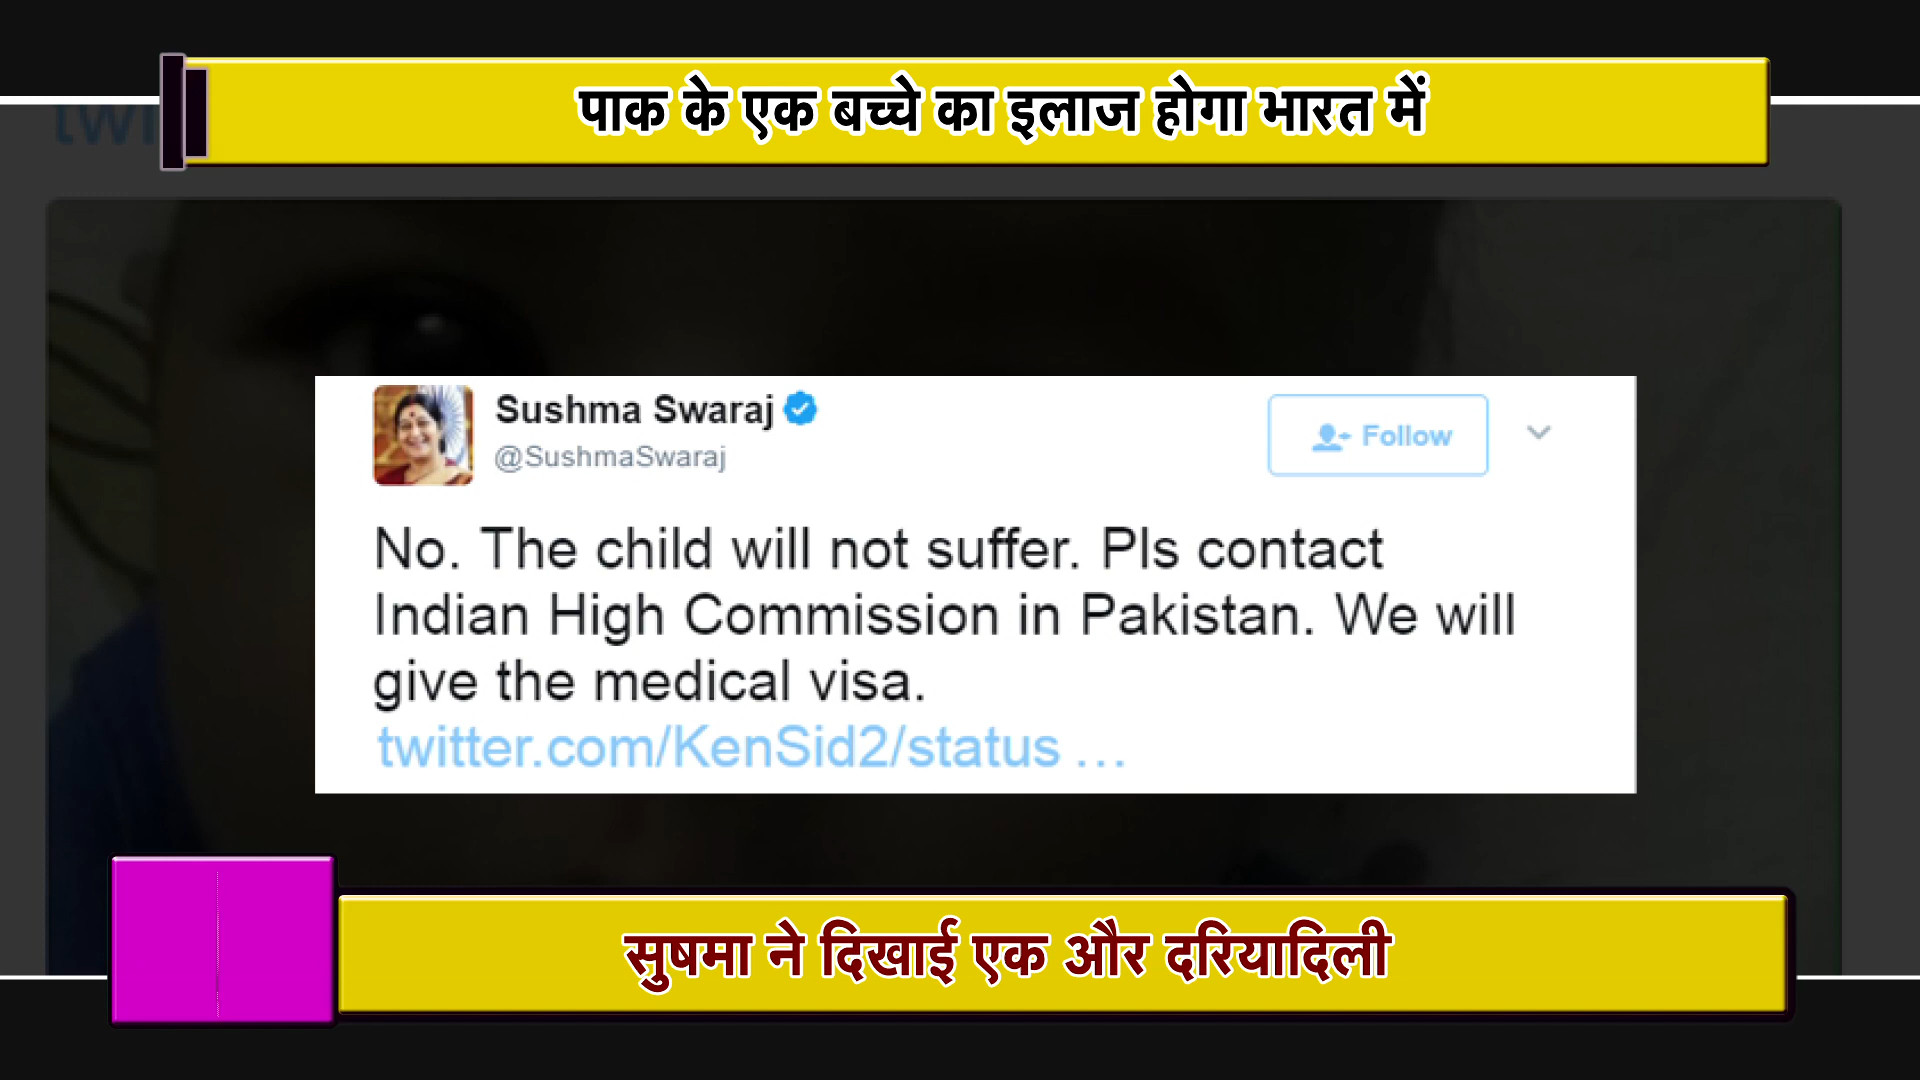 पाक के एक बच्चे का इलाज होगा भारत में
twi
Sushma Swaraj
@SushmaSwaraj
Follow
No. The child will not suffer. Pls contact
Indian High Commission in Pakistan. We will
give the medical visa.
twitter.com/KenSid2/status ...
सुषमा ने दिखाई एक और दरियादिली